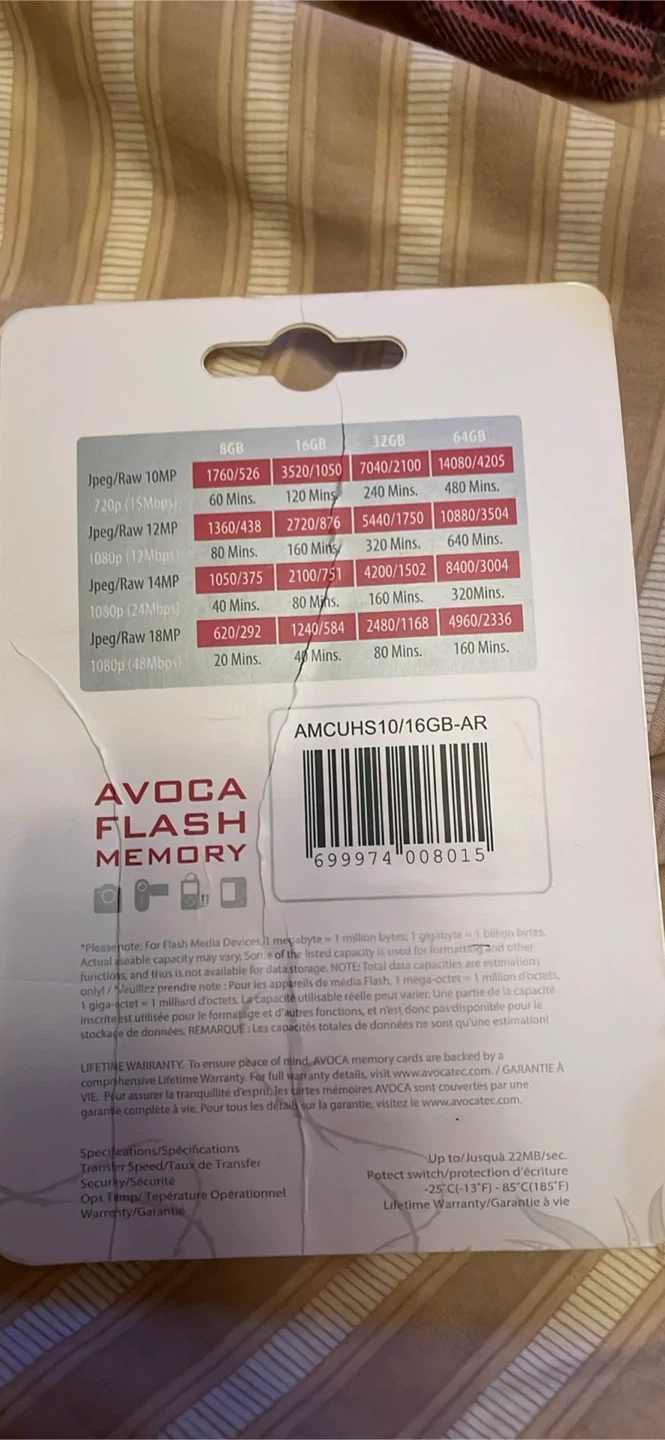 8GB 16GB 32GB 64GB
Jpeg/Raw 10MP 1760/526 3520/1050 7040/2100 14080/4205
720p (15Mbps) 60 Mins. 120 Mins. 240 Mins. 480 Mins.
Jpeg/Raw 12MP 1360/438 2720/876 5440/1750 10880/3504
1080p (12Mbps) 80 Mins. 160 Mins. 320 Mins. 640 Mins.
Jpeg/Raw 14MP 1050/375 2100/751 4200/1502 8400/3004
1080p (24Mbps) 40 Mins. 80 Mins. 160 Mins. 320Mins.
Jpeg/Raw 18MP 620/292 1240/584 2480/1168 4960/2336
1080p (48Mbps) 20 Mins. 40 Mins. 80 Mins. 160 Mins.
AMCUHS10/16GB-AR
699974 008015
AVOCA
FLASH
MEMORY
*Please note: For Flash Media Devices, 1 megabyte = 1 million bytes; 1 gigabyte = 1 billion bytes.
Actual useable capacity may vary. Some of the listed capacity is used for formatting and other
functions, and thus is not available for data storage. NOTE: Total data capacities are estimations
only! / *Veuillez prendre note : Pour les appareils de média Flash, 1 méga-octet = 1 million d'octets,
1 giga-octet = 1 milliard d'octets. La capacité utilisable réelle peut varier. Une partie de la capacité
inscrite est utilisée pour le formatage et d'autres fonctions, et n'est donc pas disponible pour le
stockage de données. REMARQUE : Les capacités totales de données ne sont qu'une estimation!
LIFETIME WARRANTY. To ensure peace of mind, AVOCA memory cards are backed by a
comprehensive Lifetime Warranty. For full warranty details, visit www.avocatec.com. / GARANTIE À
VIE. Pour assurer la tranquillité d'esprit, les cartes mémoires AVOCA sont couvertes par une
garantie complète à vie. Pour tous les détails sur la garantie, visitez le www.avocatec.com.
Specifications/Spécifications
Transfer Speed/Taux de Transfer Up to/Jusquà 22MB/sec.
Security/Sécurité Potect switch/protection d'écriture
Ops Temp/ Tepérature Opérationnel -25˚C(-13˚F) - 85˚C(185˚F)
Warrenty/Garantie Lifetime Warranty/Garantie à vie